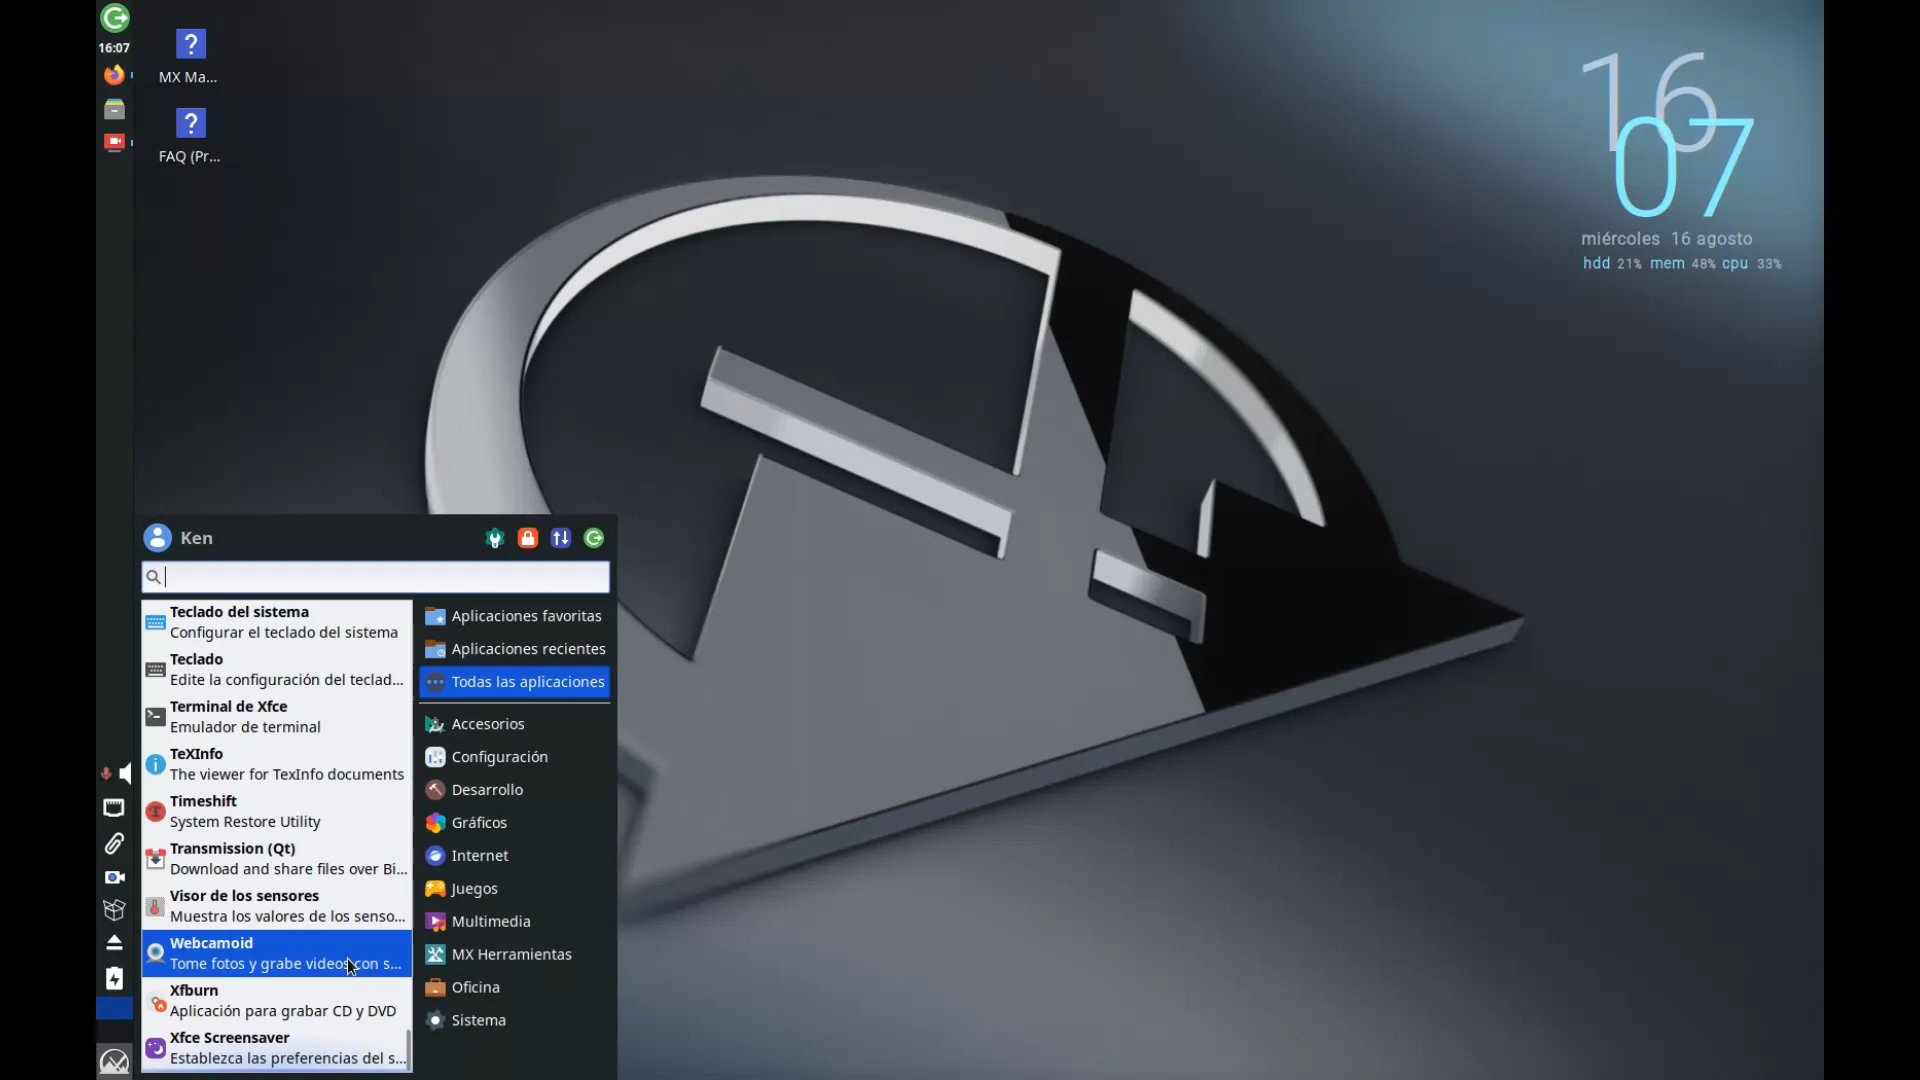 16:07
MX Ma...
FAQ (Pr...
16
07
miércoles 16 agosto
hdd 21% mem 48% cpu 33%
Ken
Teclado del sistema
Configurar el teclado del sistema
Teclado
Edite la configuración del teclad...
Terminal de Xfce
Emulador de terminal
TeXInfo
The viewer for TexInfo documents
Timeshift
System Restore Utility
Transmission (Qt)
Download and share files over Bi...
Visor de los sensores
Muestra los valores de los senso...
Webcamoid
Tome fotos y grabe videos con s...
Xfburn
Aplicación para grabar CD y DVD
Xfce Screensaver
Establezca las preferencias del s...
Aplicaciones favoritas
Aplicaciones recientes
Todas las aplicaciones
Accesorios
Configuración
Desarrollo
Gráficos
Internet
Juegos
Multimedia
MX Herramientas
Oficina
Sistema